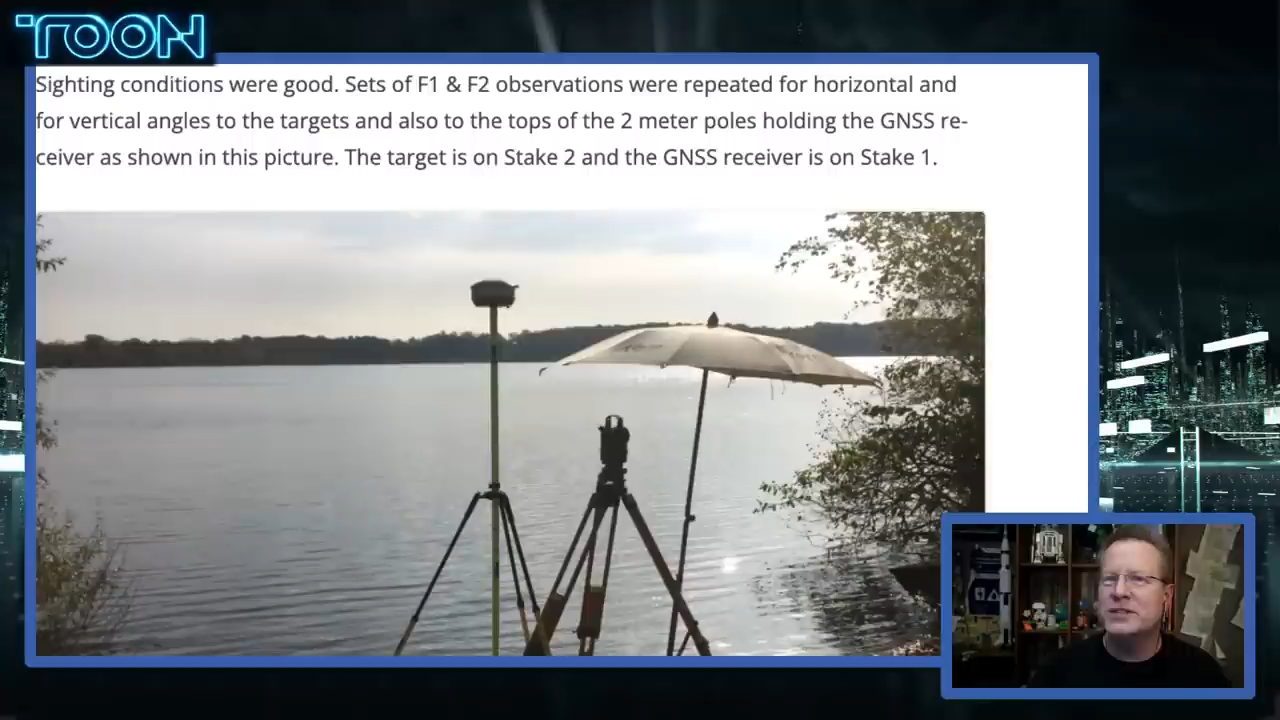 TOON
Sighting conditions were good. Sets of F1 & F2 observations were repeated for horizontal and
for vertical angles to the targets and also to the tops of the 2 meter poles holding the GNSS re-
ceiver as shown in this picture. The target is on Stake 2 and the GNSS receiver is on Stake 1.